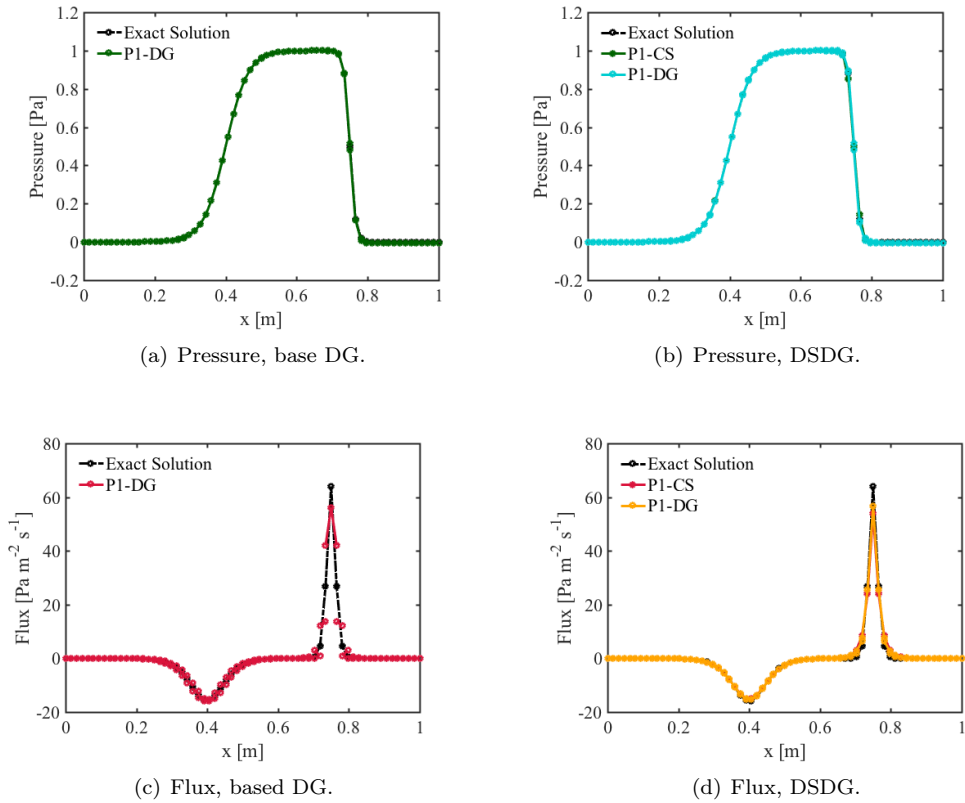 1.2
1
0.8
0.6
0.4
0.2
0
-0.2
Pressure [Pa]
Exact Solution
P1-DG
0 0.2 0.4 0.6 0.8 1
x [m]
(a) Pressure, base DG.
1.2
1
0.8
0.6
0.4
0.2
0
-0.2
Pressure [Pa]
Exact Solution
P1-CS
P1-DG
0 0.2 0.4 0.6 0.8 1
x [m]
(b) Pressure, DSDG.
80
60
40
20
0
-20
Flux [Pa m⁻² s⁻¹]
Exact Solution
P1-DG
0 0.2 0.4 0.6 0.8 1
x [m]
(c) Flux, based DG.
80
60
40
20
0
-20
Flux [Pa m⁻² s⁻¹]
Exact Solution
P1-CS
P1-DG
0 0.2 0.4 0.6 0.8 1
x [m]
(d) Flux, DSDG.